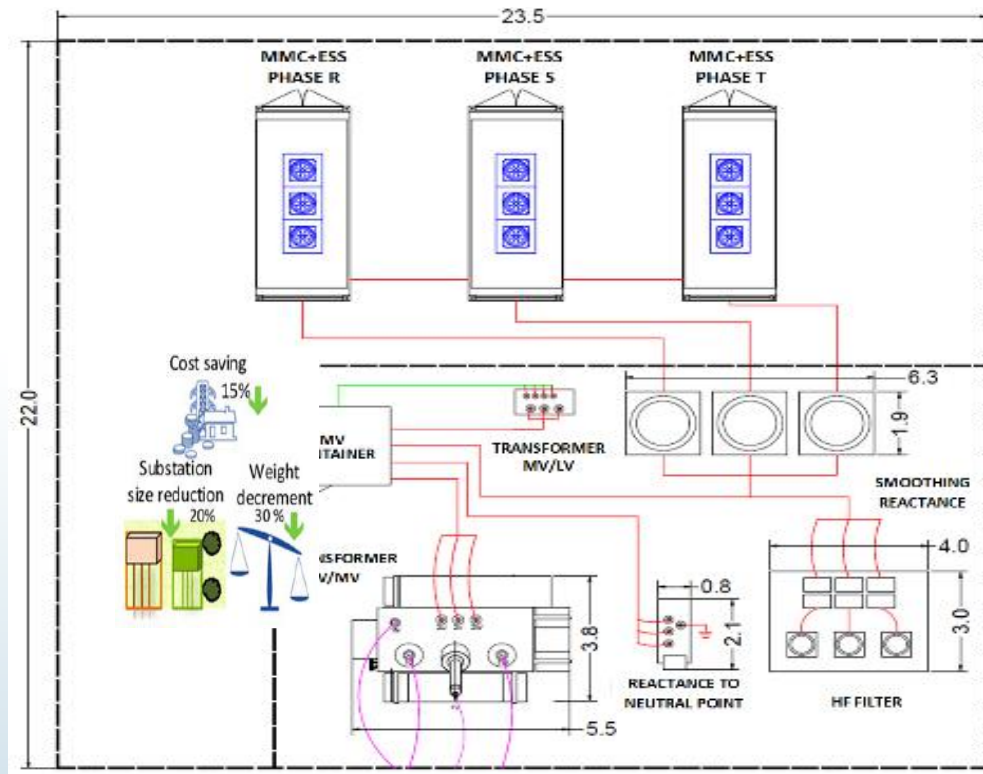 23.5
MMC+ESS
PHASE R
MMC+ESS
PHASE S
MMC+ESS
PHASE T
22.0
Cost saving
15%
Substation
size reduction
20%
Weight
decrement
30 %
MV
NTAINER
TRANSFORMER
MV/LV
6.3
1.9
SMOOTHING
REACTANCE
NSFORMER
V/MV
3.8
5.5
0.8
2.1
REACTANCE TO
NEUTRAL POINT
4.0
3.0
HF FILTER